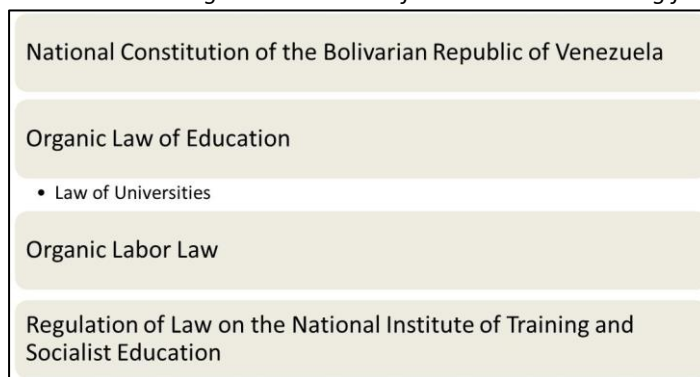 National Constitution of the Bolivarian Republic of Venezuela
Organic Law of Education
• Law of Universities
Organic Labor Law
Regulation of Law on the National Institute of Training and
Socialist Education